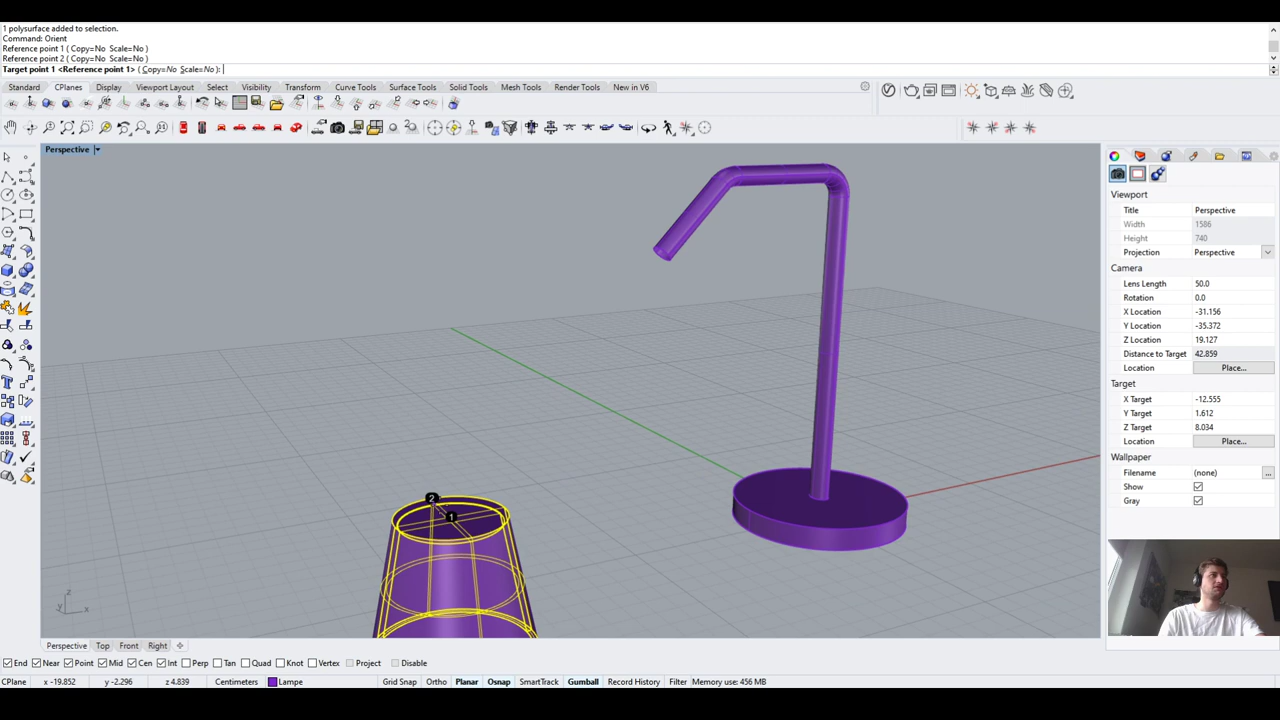 1 polysurface added to selection.
Command: Orient
Reference point 1 ( Copy=No  Scale=No )
Reference point 2 ( Copy=No  Scale=No )
Target point 1 <Reference point 1> ( Copy=No  Scale=No ):
Standard CPlanes Display Viewport Layout Select Visibility Transform Curve Tools Surface Tools Solid Tools Mesh Tools Render Tools New in V6
Perspective
Viewport
Title Perspective
Width 1586
Height 740
Projection Perspective
Camera
Lens Length 50.0
Rotation 0.0
X Location -31.156
Y Location -35.372
Z Location 19.127
Distance to Target 42.859
Location Place...
Target
X Target -12.555
Y Target 1.612
Z Target 8.034
Location Place...
Wallpaper
Filename (none) ...
Show
Gray
2
1
z
y x
Perspective Top Front Right
End Near Point Mid Cen Int Perp Tan Quad Knot Vertex Project Disable
CPlane x -19.852 y -2.296 z 4.839 Centimeters Lampe Grid Snap Ortho Planar Osnap SmartTrack Gumball Record History Filter Memory use: 456 MB